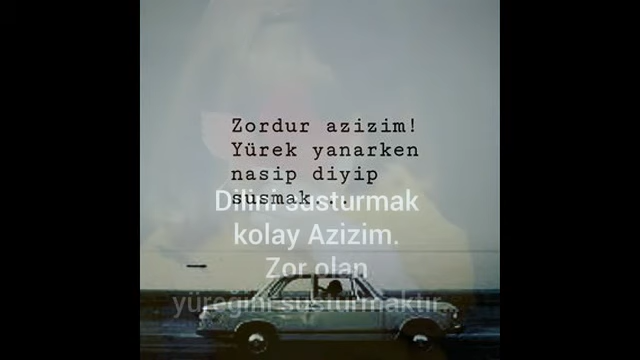 Zordur azizim!
Yürek yanarken
nasip diyip
susmak...
Dilini susturmak
kolay Azizim.
Zor olan
yüreğini susturmaktır..